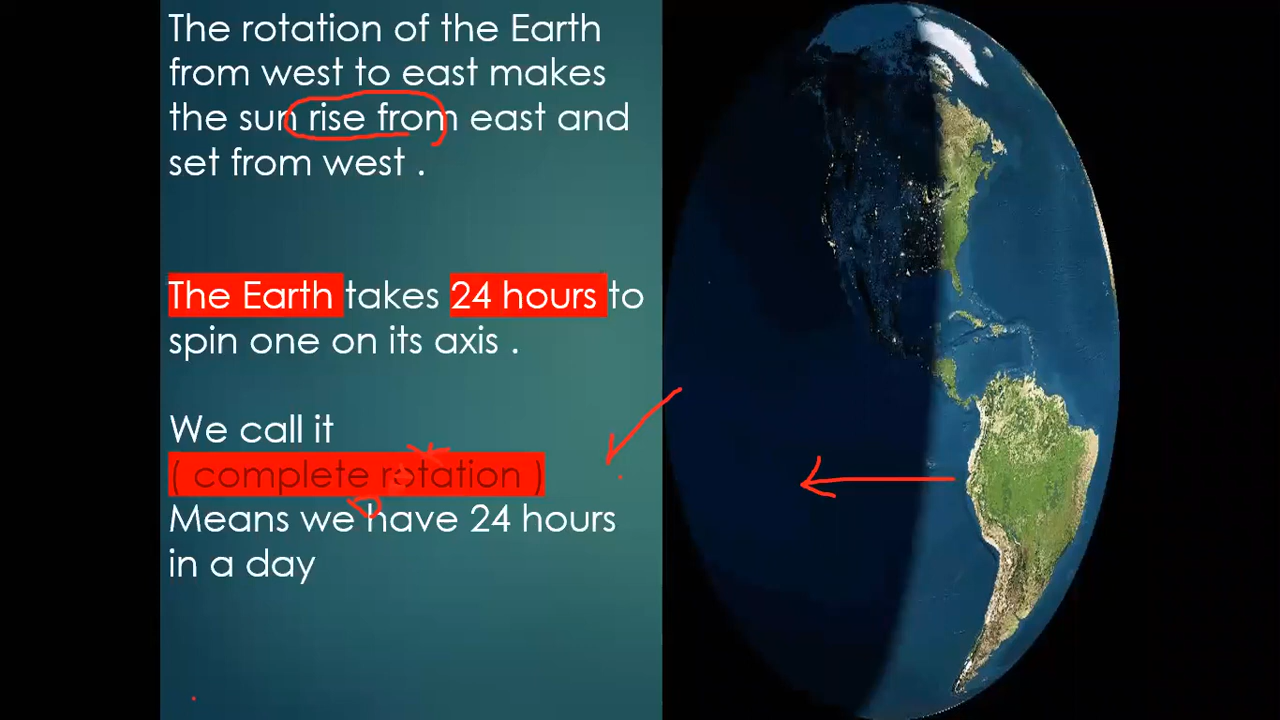 The rotation of the Earth
from west to east makes
the sun rise from east and
set from west .
The Earth takes 24 hours to
spin one on its axis .
We call it
( complete rotation )
Means we have 24 hours
in a day